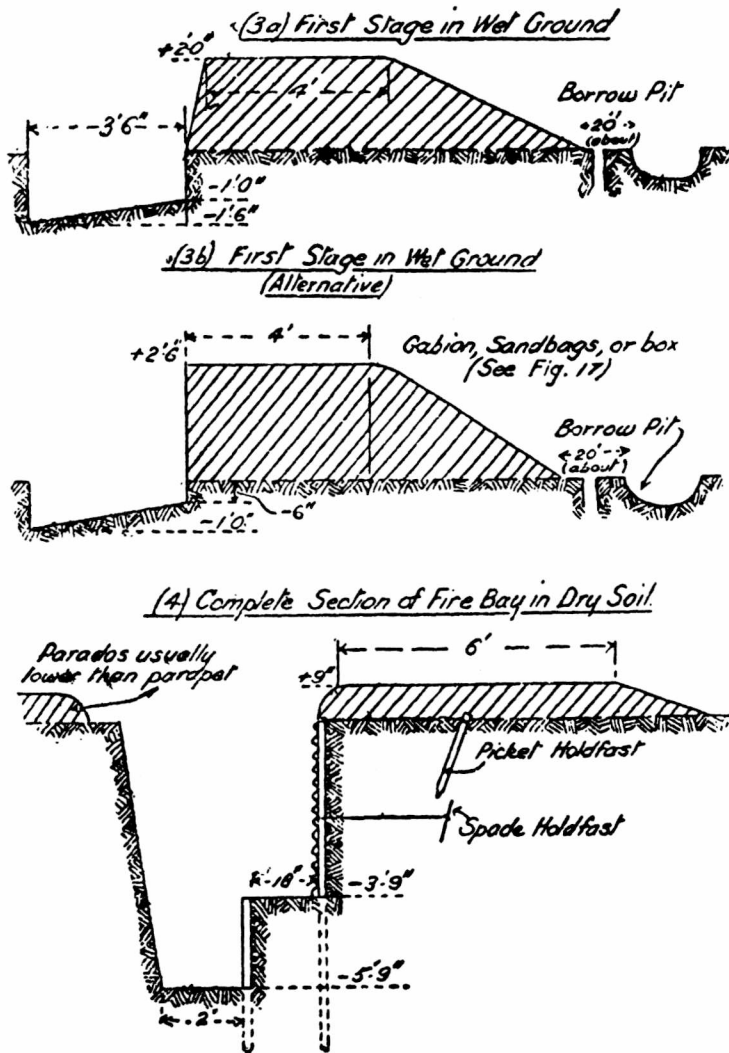 (3a) First Stage in Wet Ground
+2'0"
4'
3'6"
Borrow Pit
20'
(about)
-1'0"
-1'6"
(3b) First Stage in Wet Ground
(Alternative)
+2'6"
4'
Gabion, Sandbags, or box
(See Fig. 17)
Borrow Pit
20'
(about)
-6"
-1'0"
(4) Complete Section of Fire Bay in Dry Soil
Parados usually
lower than parapet
+9"
6'
Picket Holdfast
Spade Holdfast
18"
-3'9"
-5'9"
2'